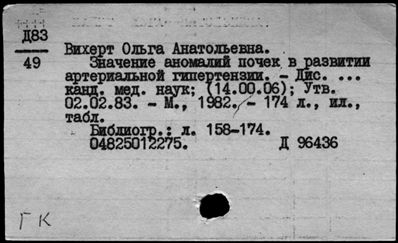 Д83
49
Вихерт Ольга Анатольевна.
Значение аномалий почек в развитии
артериальной гипертензии. - Дис. ...
канд. мед. наук; (14.00.06); Утв.
02.02.83. - М., 1982. - 174 л., ил.,
табл.
Библиогр.: л. 158-174.
04825012275. Д 96436
ГК